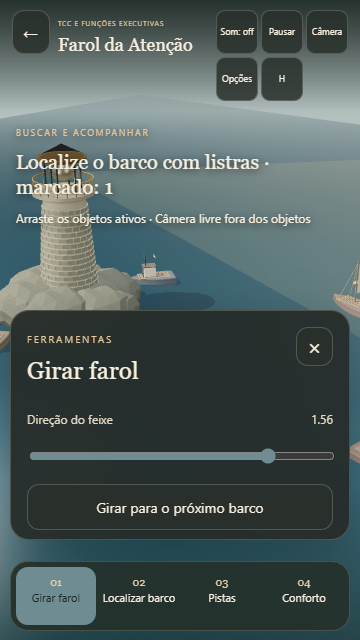 ←
TCC E FUNÇÕES EXECUTIVAS
Farol da Atenção
Som: off
Pausar
Câmera
Opções
H
BUSCAR E ACOMPANHAR
Localize o barco com listras ·
marcado: 1
Arraste os objetos ativos · Câmera livre fora dos objetos
FERRAMENTAS
×
Girar farol
Direção do feixe 1.56
Girar para o próximo barco
01 02 03 04
Girar farol Localizar barco Pistas Conforto